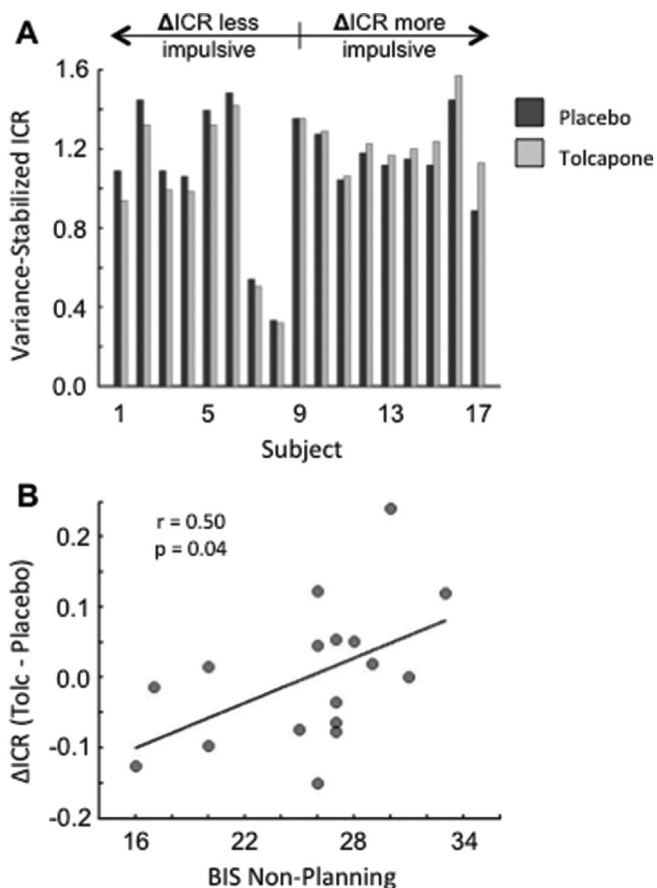 A
ΔICR less impulsive
ΔICR more impulsive
Variance-Stabilized ICR
1.6
1.2
0.8
0.4
0.0
1 5 9 13 17
Subject
Placebo
Tolcapone
B
r = 0.50
p = 0.04
ΔICR (Tolc - Placebo)
0.2
0.1
0.0
-0.1
-0.2
16 22 28 34
BIS Non-Planning